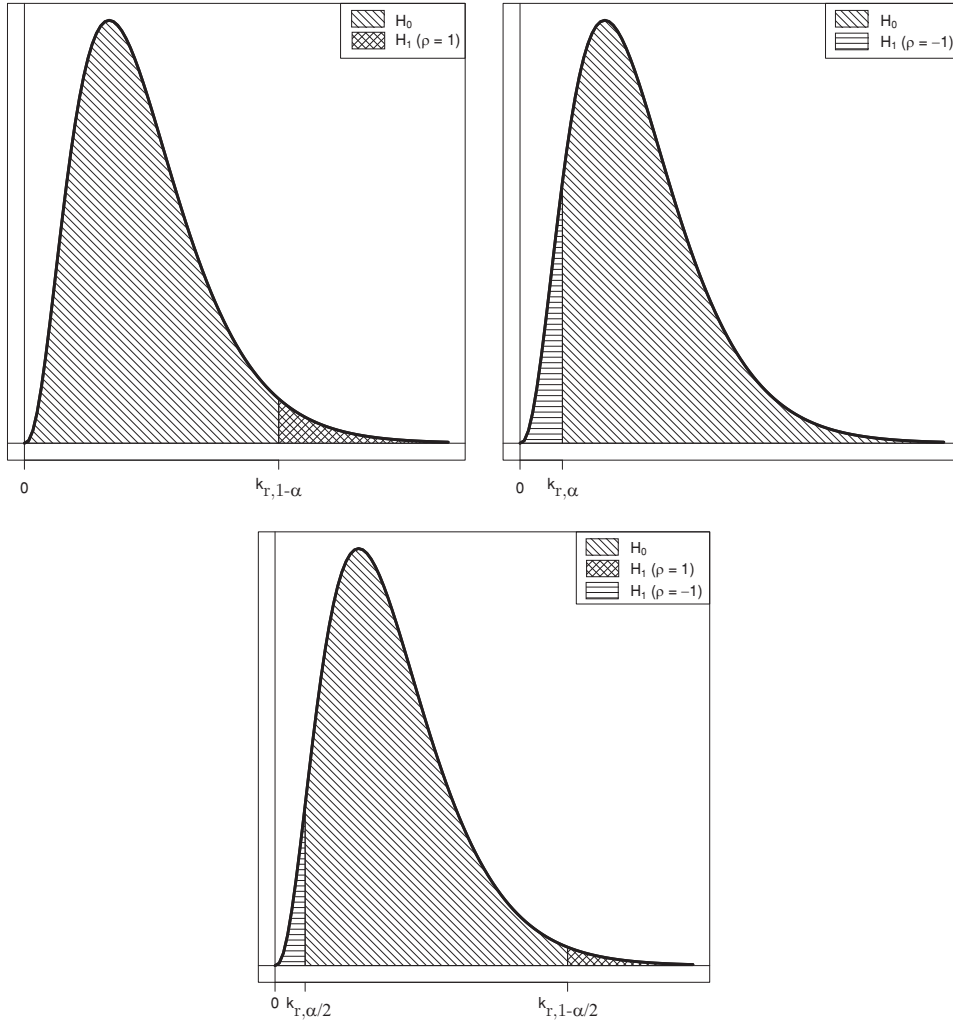 H₀
H₁ (ρ = 1)
0
k_{r,1−α}
H₀
H₁ (ρ = −1)
0
k_{r,α}
H₀
H₁ (ρ = 1)
H₁ (ρ = −1)
0
k_{r,α/2}
k_{r,1−α/2}